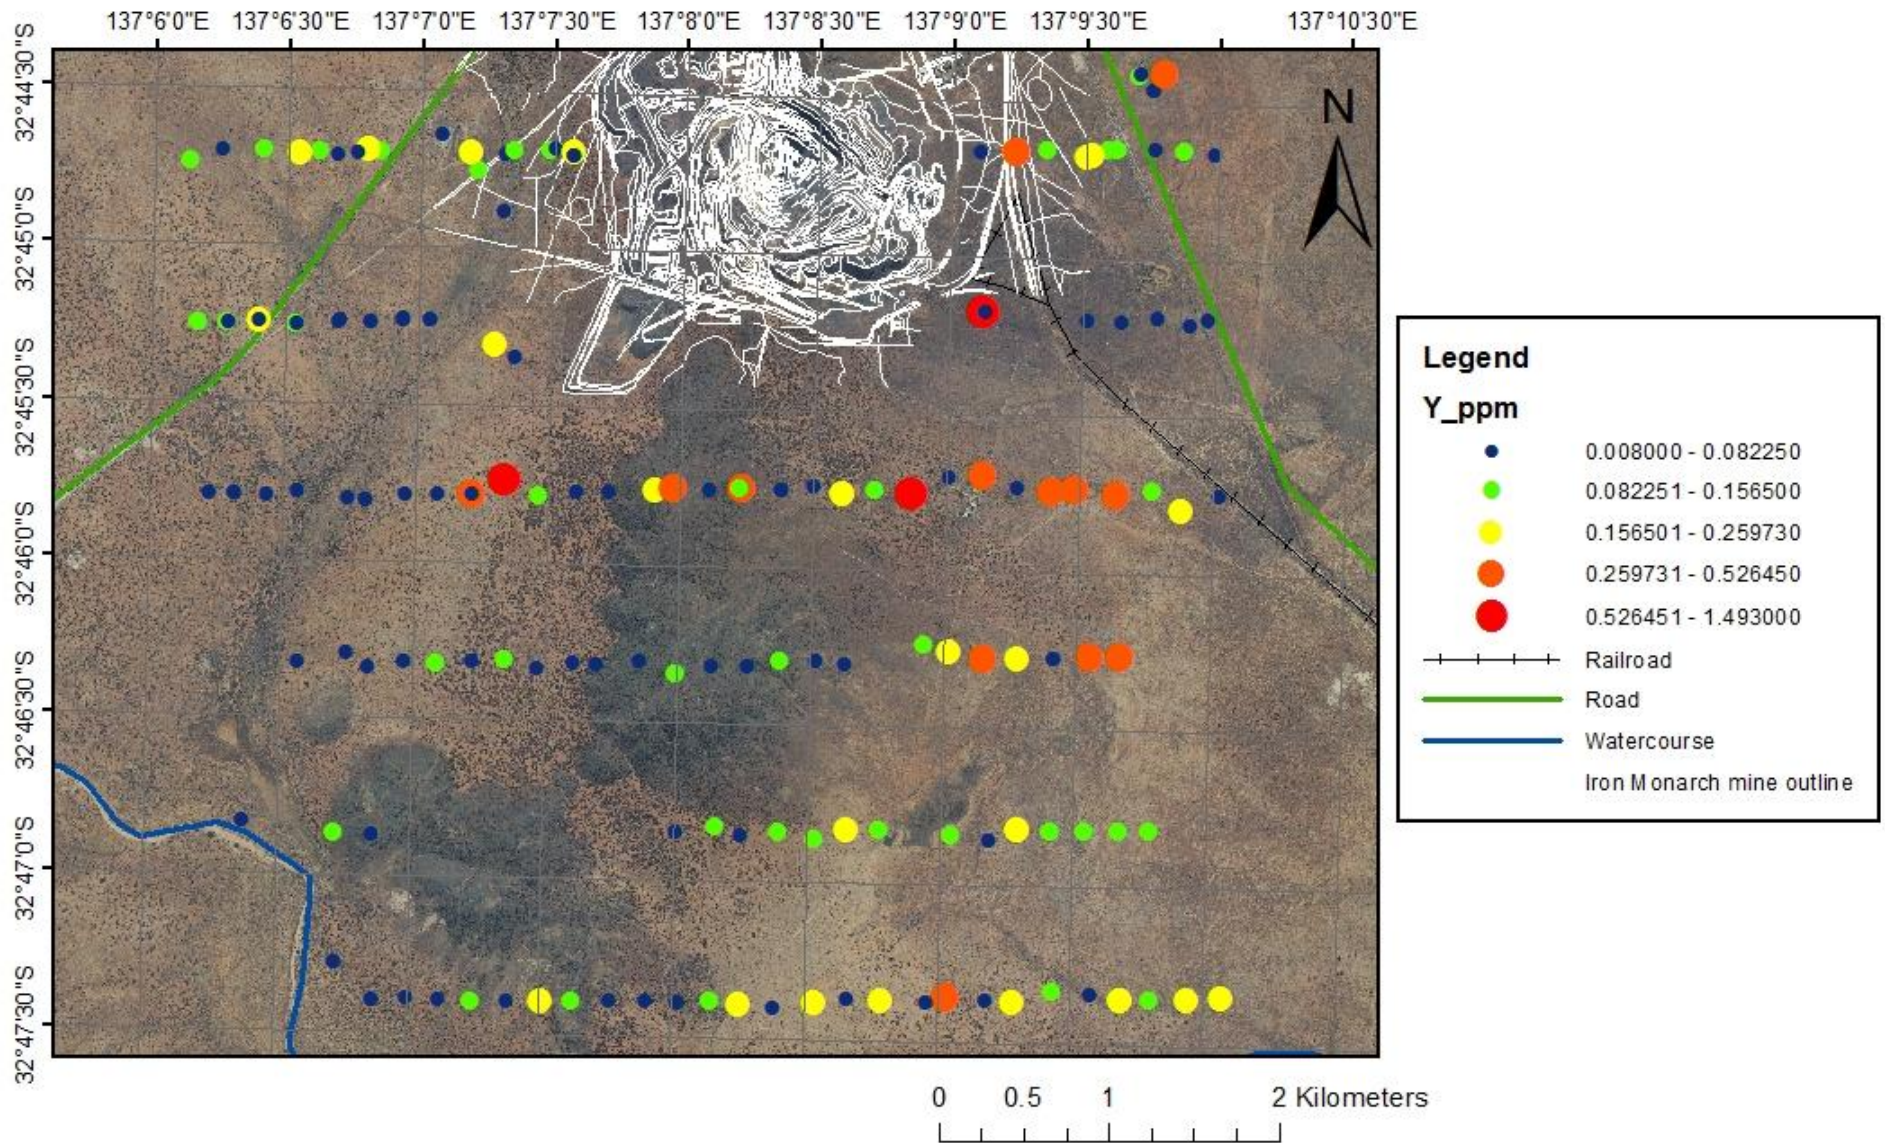 137°6'0"E 137°6'30"E 137°7'0"E 137°7'30"E 137°8'0"E 137°8'30"E 137°9'0"E 137°9'30"E 137°10'30"E
32°44'30"S
32°45'0"S
32°45'30"S
32°46'0"S
32°46'30"S
32°47'0"S
32°47'30"S
N
Legend
Y_ppm
0.008000 - 0.082250
0.082251 - 0.156500
0.156501 - 0.259730
0.259731 - 0.526450
0.526451 - 1.493000
Railroad
Road
Watercourse
Iron Monarch mine outline
0 0.5 1 2 Kilometers